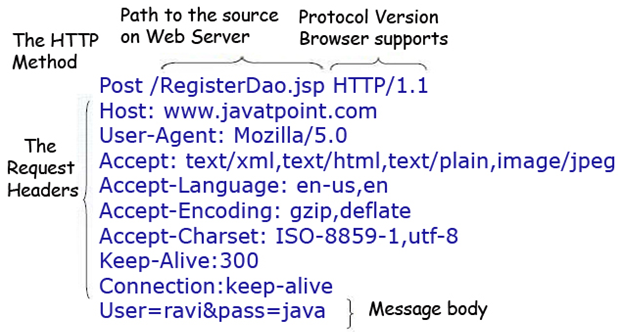 Path to the source
on Web Server
Protocol Version
Browser supports
The HTTP
Method
Post /RegisterDao.jsp HTTP/1.1
Host: www.javatpoint.com
User-Agent: Mozilla/5.0
Accept: text/xml,text/html,text/plain,image/jpeg
Accept-Language: en-us,en
Accept-Encoding: gzip,deflate
Accept-Charset: ISO-8859-1,utf-8
Keep-Alive:300
Connection:keep-alive
The
Request
Headers
User=ravi&pass=java
Message body